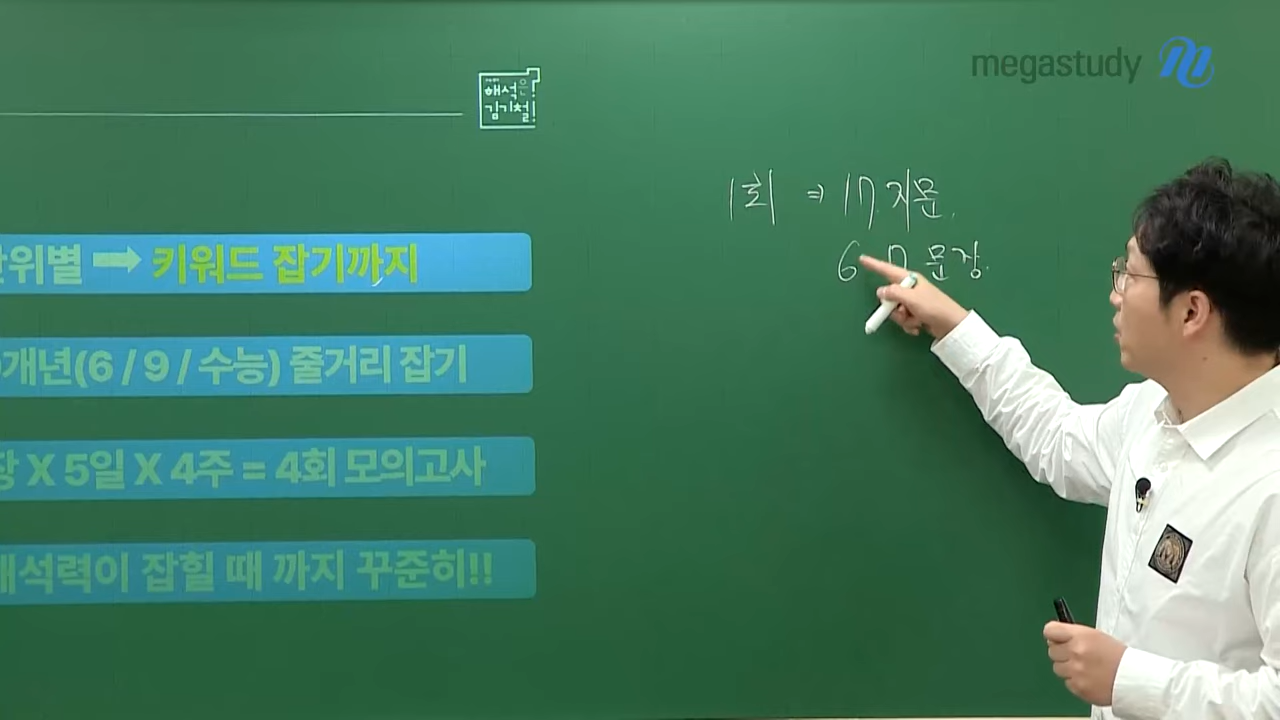 megastudy
해석은!
김기철!
1회 ⇒ 17 지문.
문장.
위별 → 키워드 잡기까지
개년(6 / 9 / 수능) 줄거리 잡기
장 X 5일 X 4주 = 4회 모의고사
해석력이 잡힐 때 까지 꾸준히!!